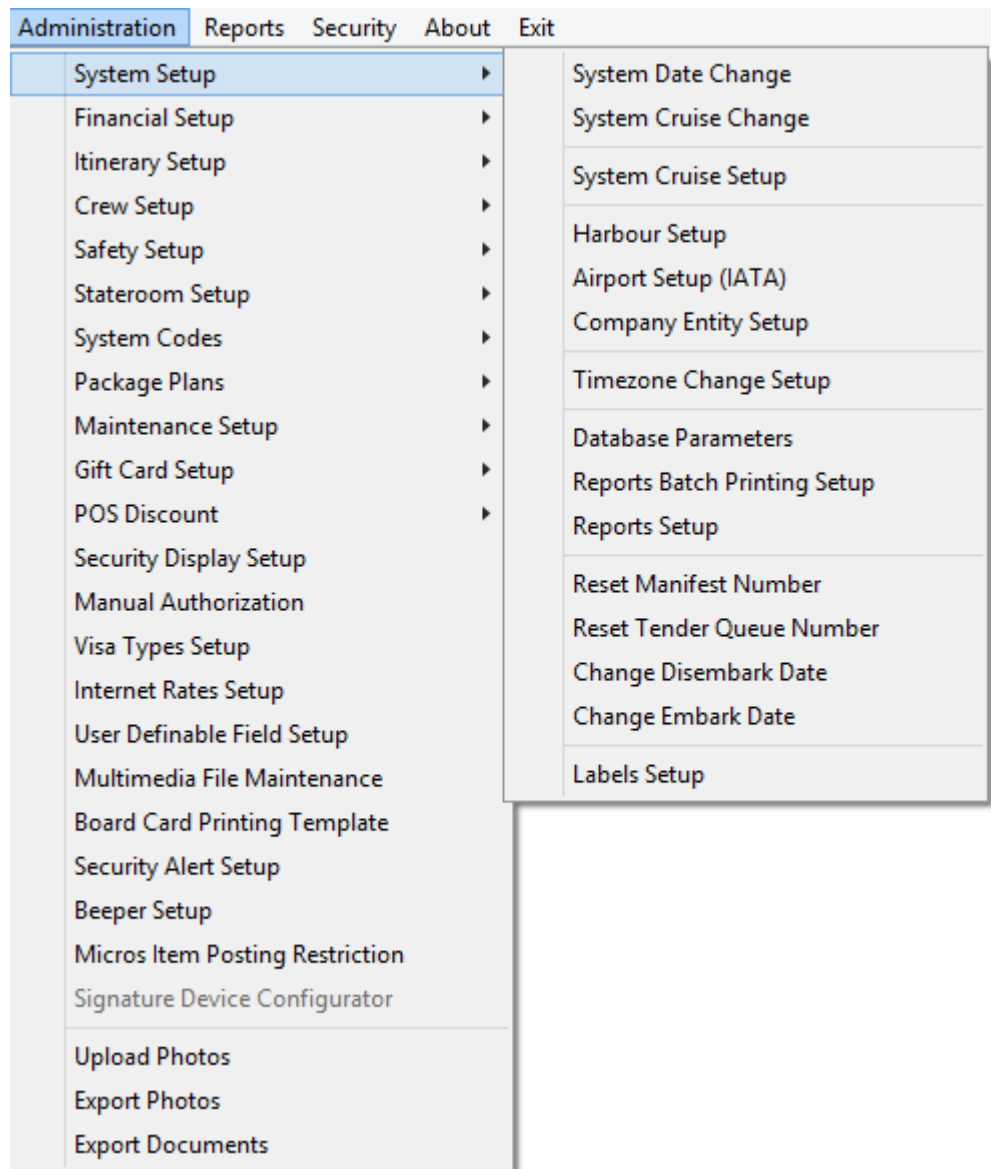 Administration Reports Security About Exit
System Setup
Financial Setup
Itinerary Setup
Crew Setup
Safety Setup
Stateroom Setup
System Codes
Package Plans
Maintenance Setup
Gift Card Setup
POS Discount
Security Display Setup
Manual Authorization
Visa Types Setup
Internet Rates Setup
User Definable Field Setup
Multimedia File Maintenance
Board Card Printing Template
Security Alert Setup
Beeper Setup
Micros Item Posting Restriction
Signature Device Configurator
Upload Photos
Export Photos
Export Documents
System Date Change
System Cruise Change
System Cruise Setup
Harbour Setup
Airport Setup (IATA)
Company Entity Setup
Timezone Change Setup
Database Parameters
Reports Batch Printing Setup
Reports Setup
Reset Manifest Number
Reset Tender Queue Number
Change Disembark Date
Change Embark Date
Labels Setup